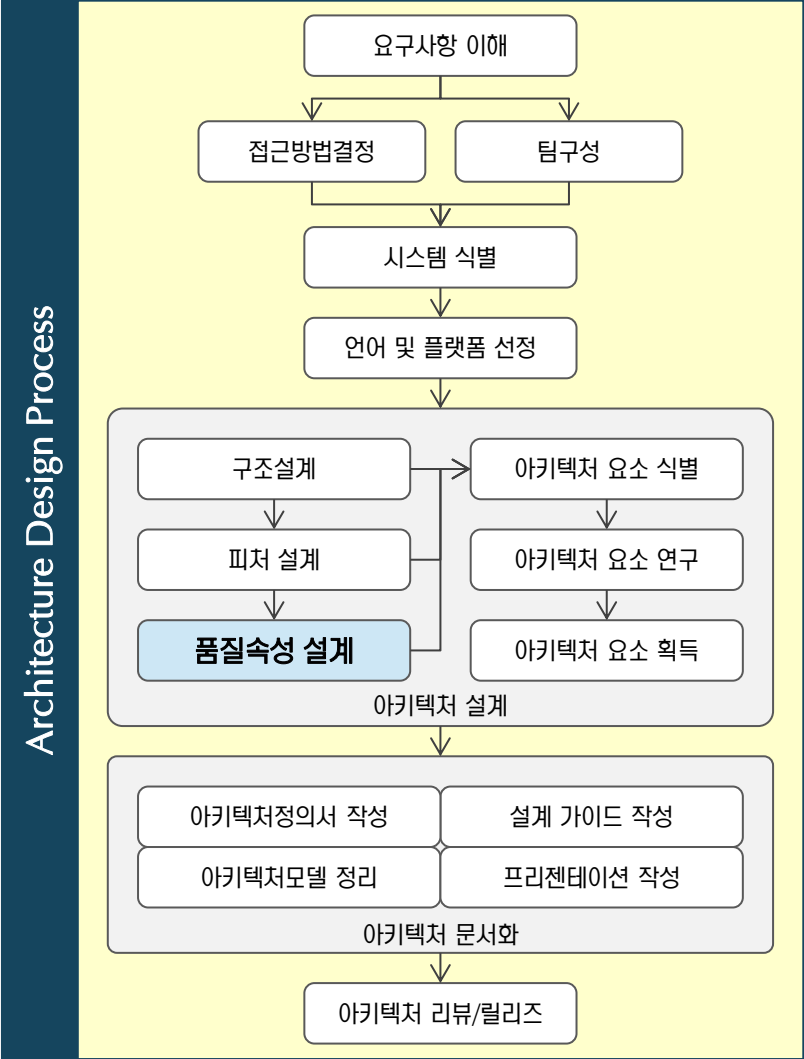 Architecture Design Process
요구사항 이해
접근방법결정
팀구성
시스템 식별
언어 및 플랫폼 선정
구조설계
아키텍처 요소 식별
피처 설계
아키텍처 요소 연구
품질속성 설계
아키텍처 요소 획득
아키텍처 설계
아키텍처정의서 작성
설계 가이드 작성
아키텍처모델 정리
프리젠테이션 작성
아키텍처 문서화
아키텍처 리뷰/릴리즈